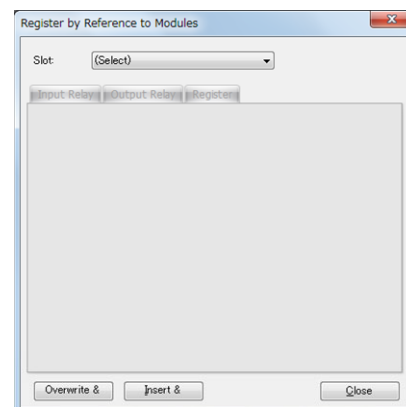 Register by Reference to Modules
Slot: (Select)
Input Relay Output Relay Register
Overwrite & Insert & Close